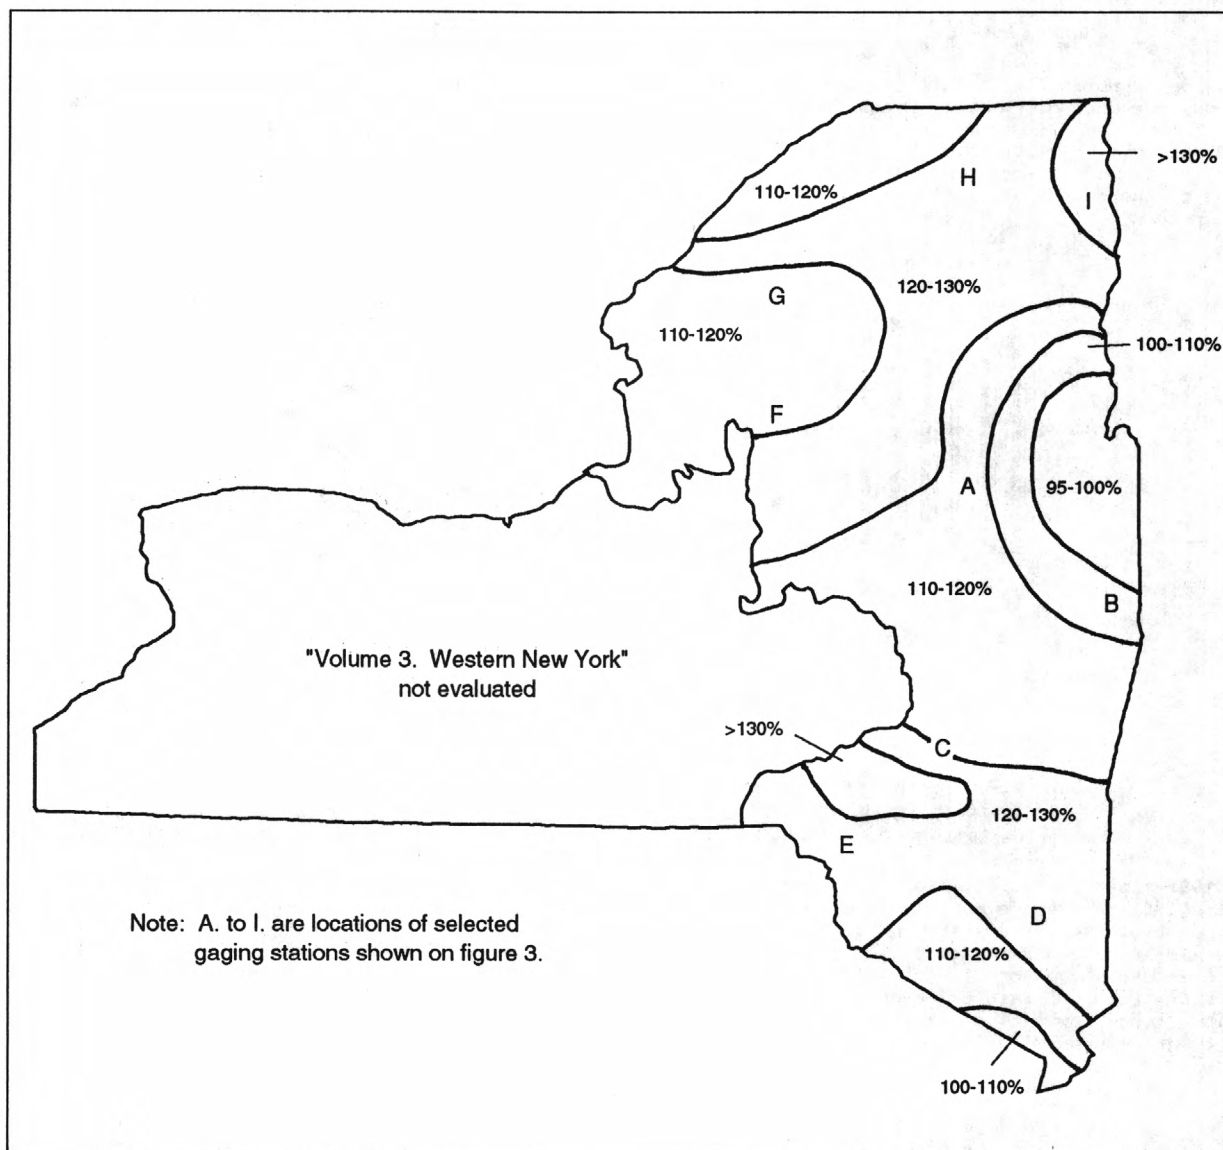 >130%
H
110-120%
I
120-130%
G
110-120%
100-110%
F
A
95-100%
110-120%
B
"Volume 3. Western New York"
not evaluated
>130%
C
120-130%
E
Note: A. to I. are locations of selected
gaging stations shown on figure 3.
D
110-120%
100-110%